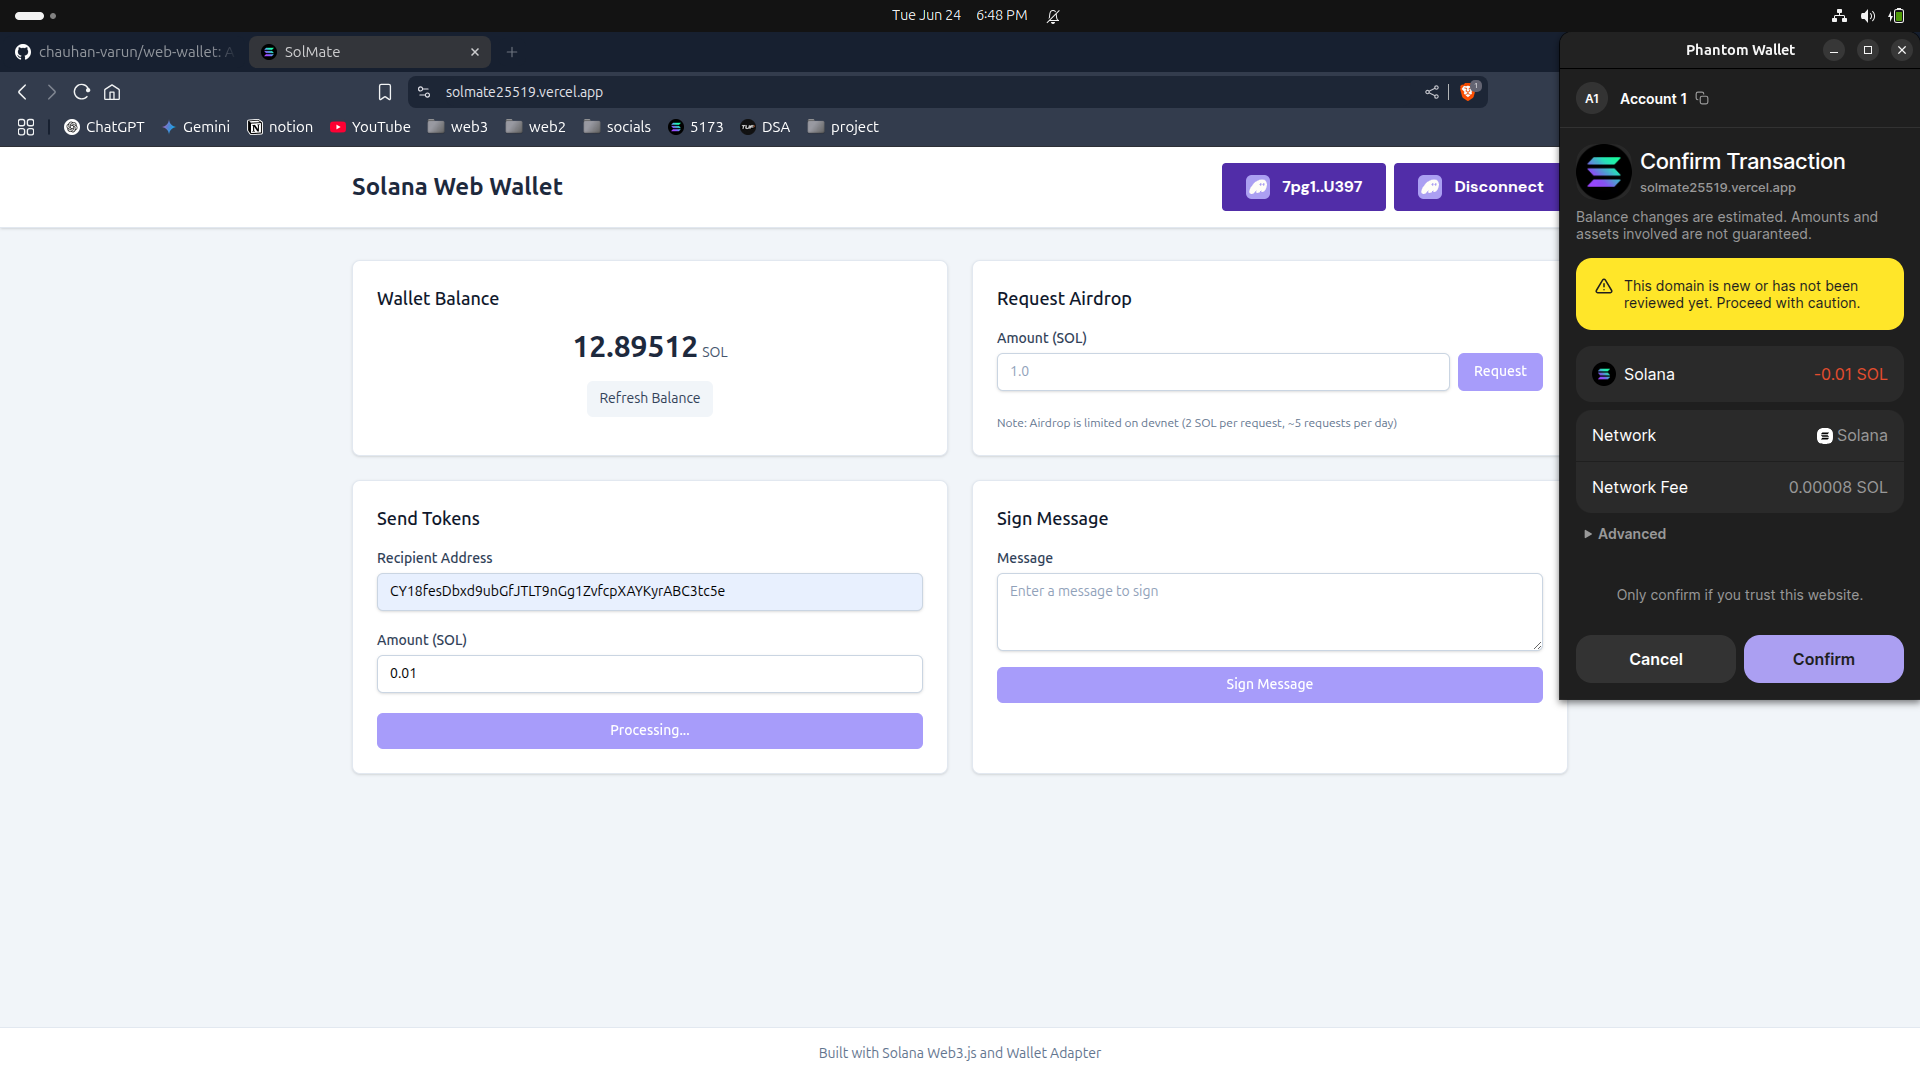 Tue Jun 24 6:48 PM
chauhan-varun/web-wallet: A
SolMate
solmate25519.vercel.app
1
ChatGPT
Gemini
notion
YouTube
web3
web2
socials
5173
DSA
project
Solana Web Wallet
7pg1..U397
Disconnect
Wallet Balance
12.89512 SOL
Refresh Balance
Request Airdrop
Amount (SOL)
1.0
Request
Note: Airdrop is limited on devnet (2 SOL per request, ~5 requests per day)
Send Tokens
Recipient Address
CY18fesDbxd9ubGfJTLT9nGg1ZvfcpXAYKyrABC3tc5e
Amount (SOL)
0.01
Processing...
Sign Message
Message
Enter a message to sign
Sign Message
Built with Solana Web3.js and Wallet Adapter
Phantom Wallet
A1
Account 1
Confirm Transaction
solmate25519.vercel.app
Balance changes are estimated. Amounts and
assets involved are not guaranteed.
This domain is new or has not been
reviewed yet. Proceed with caution.
Solana
-0.01 SOL
Network
Solana
Network Fee
0.00008 SOL
Advanced
Only confirm if you trust this website.
Cancel
Confirm